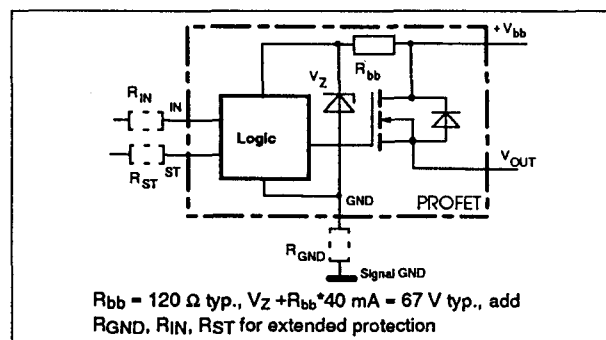 + Vbb
Rbb
VZ
RIN
IN
Logic
RST
ST
VOUT
GND
PROFET
RGND
Signal GND
Rbb = 120 Ω typ., VZ +Rbb*40 mA = 67 V typ., add
RGND, RIN, RST for extended protection